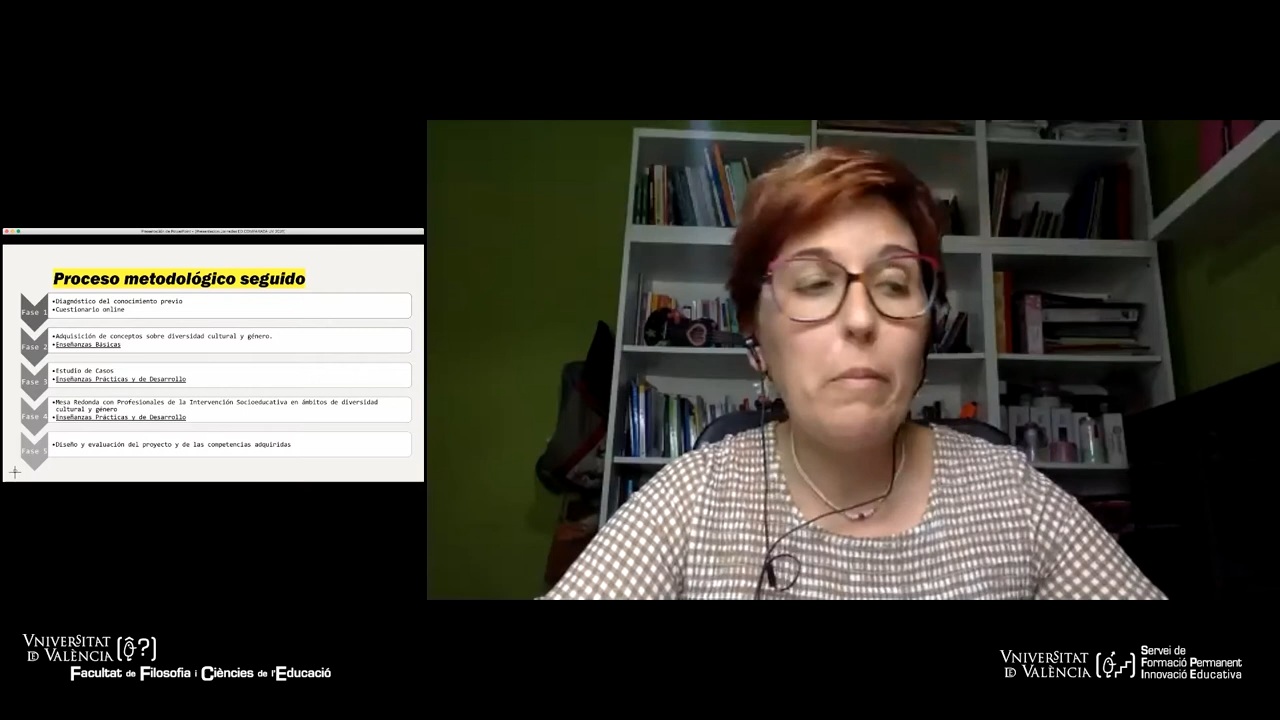 Proceso metodológico seguido
Fase 1
•Diagnóstico del conocimiento previo
•Cuestionario online
Fase 2
•Adquisición de conceptos sobre diversidad cultural y género.
•Enseñanzas Básicas
Fase 3
•Estudio de Casos
•Enseñanzas Prácticas y de Desarrollo
Fase 4
•Mesa Redonda con Profesionales de la Intervención Socioeducativa en ámbitos de diversidad
cultural y género
•Enseñanzas Prácticas y de Desarrollo
Fase 5
•Diseño y evaluación del proyecto y de las competencias adquiridas
VNIVERSITAT
ID VALÈNCIA
Facultat de Filosofia i Ciències de l'Educació
VNIVERSITAT
ID VALÈNCIA
Servei de
Formació Permanent
Innovació Educativa